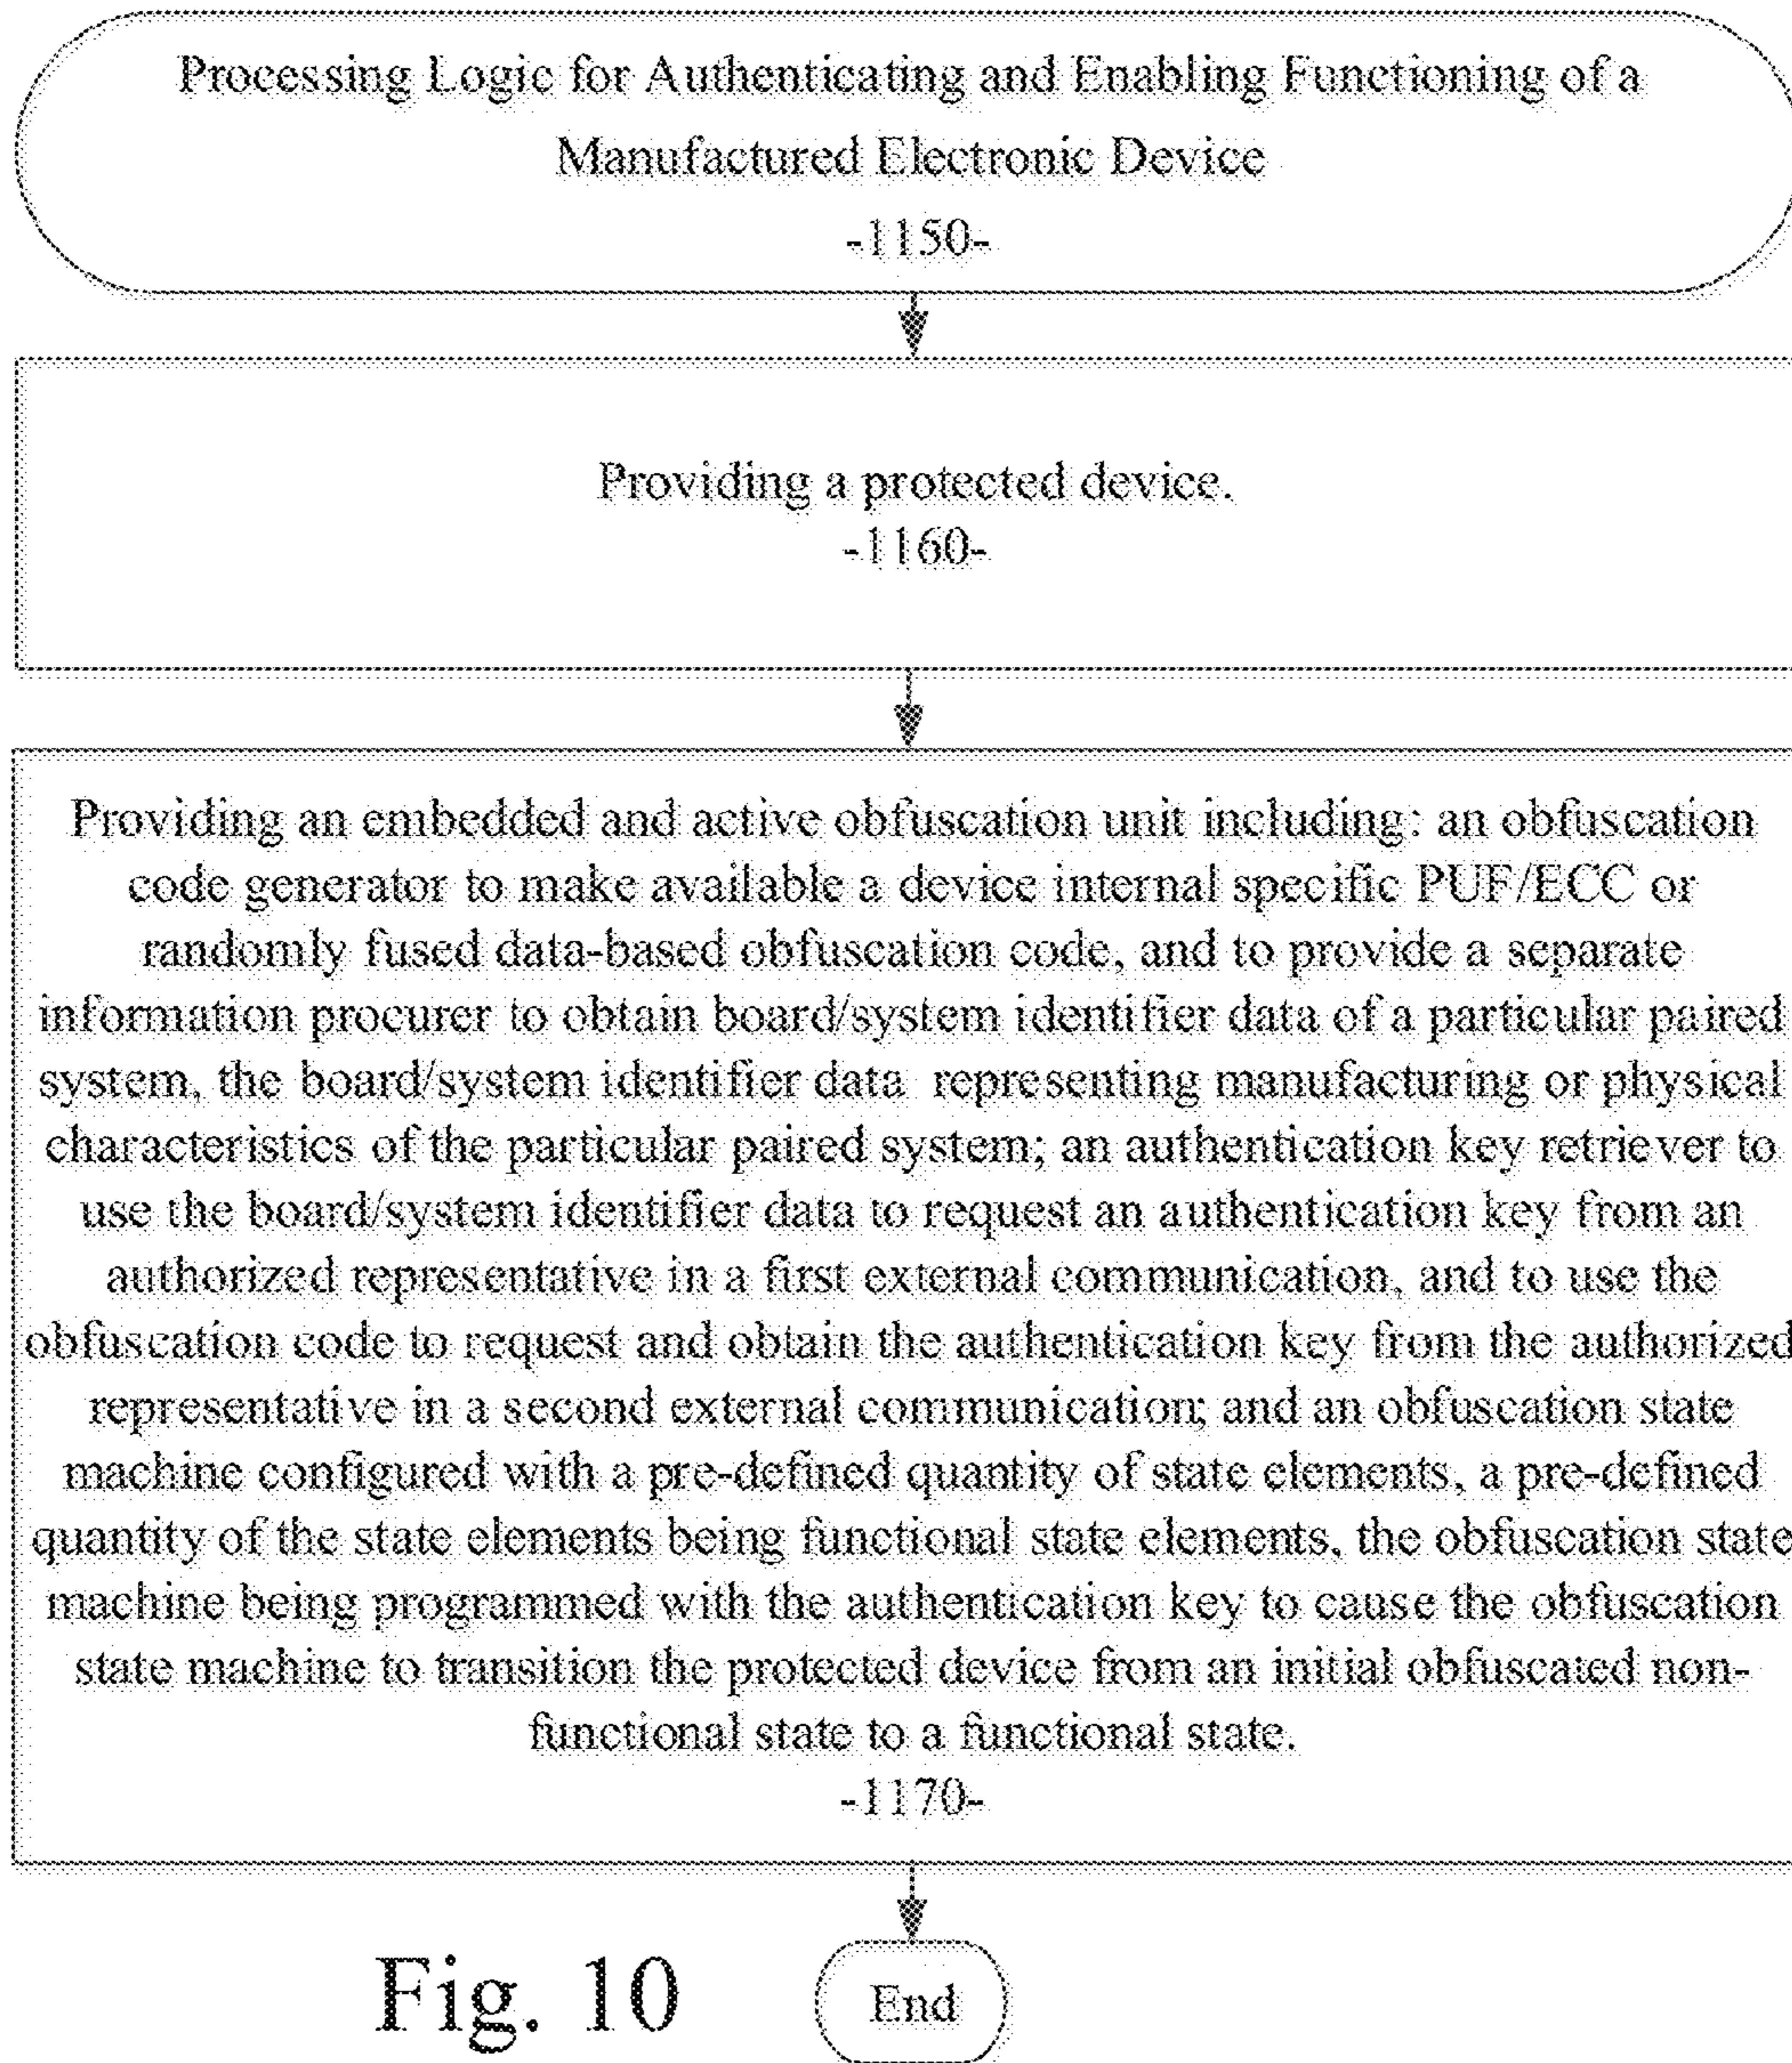 Processing Logic for Authenticating and Enabling Functioning of a
Manufactured Electronic Device
-1150-
Providing a protected device.
-1160-
Providing an embedded and active obfuscation unit including: an obfuscation
code generator to make available a device internal specific PUF/ECC or
randomly fused data-based obfuscation code, and to provide a separate
information procurer to obtain board/system identifier data of a particular paired
system, the board/system identifier data representing manufacturing or physical
characteristics of the particular paired system; an authentication key retriever to
use the board/system identifier data to request an authentication key from an
authorized representative in a first external communication, and to use the
obfuscation code to request and obtain the authentication key from the authorized
representative in a second external communication; and an obfuscation state
machine configured with a pre-defined quantity of state elements, a pre-defined
quantity of the state elements being functional state elements, the obfuscation state
machine being programmed with the authentication key to cause the obfuscation
state machine to transition the protected device from an initial obfuscated non-
functional state to a functional state.
-1170-
Fig. 10
End